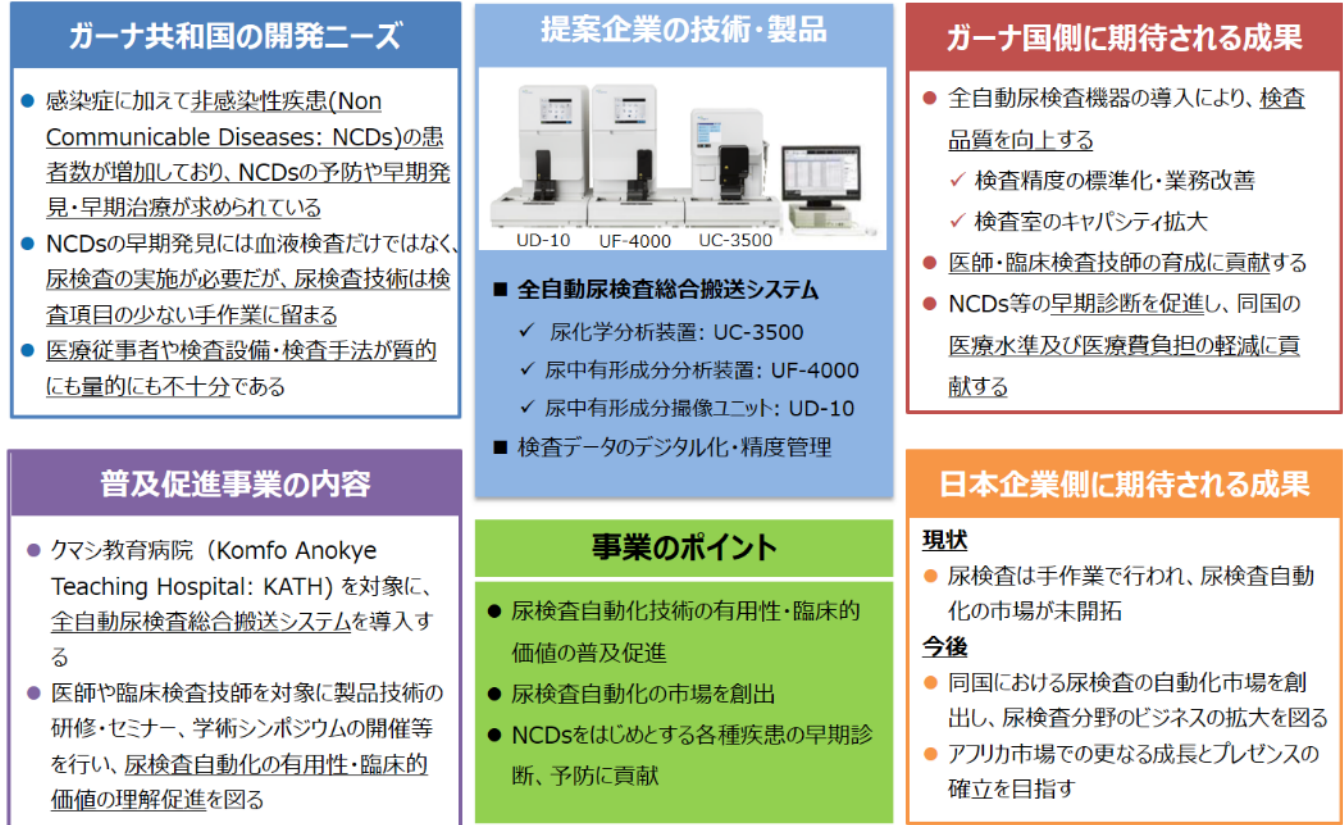 ガーナ共和国の開発ニーズ
● 感染症に加えて非感染性疾患(Non
Communicable Diseases: NCDs)の患
者数が増加しており、NCDsの予防や早期発
見・早期治療が求められている
● NCDsの早期発見には血液検査だけではなく、
尿検査の実施が必要だが、尿検査技術は検
査項目の少ない手作業に留まる
● 医療従事者や検査設備・検査手法が質的
にも量的にも不十分である
提案企業の技術・製品
UD-10 UF-4000 UC-3500
■ 全自動尿検査総合搬送システム
✓ 尿化学分析装置: UC-3500
✓ 尿中有形成分分析装置: UF-4000
✓ 尿中有形成分撮像ユニット: UD-10
■ 検査データのデジタル化・精度管理
ガーナ国側に期待される成果
● 全自動尿検査機器の導入により、検査
品質を向上する
✓ 検査精度の標準化・業務改善
✓ 検査室のキャパシティ拡大
● 医師・臨床検査技師の育成に貢献する
● NCDs等の早期診断を促進し、同国の
医療水準及び医療費負担の軽減に貢
献する
普及促進事業の内容
● クマシ教育病院（Komfo Anokye
Teaching Hospital: KATH) を対象に、
全自動尿検査総合搬送システムを導入す
る
● 医師や臨床検査技師を対象に製品技術の
研修・セミナー、学術シンポジウムの開催等
を行い、尿検査自動化の有用性・臨床的
価値の理解促進を図る
事業のポイント
● 尿検査自動化技術の有用性・臨床的
価値の普及促進
● 尿検査自動化の市場を創出
● NCDsをはじめとする各種疾患の早期診
断、予防に貢献
日本企業側に期待される成果
現状
● 尿検査は手作業で行われ、尿検査自動
化の市場が未開拓
今後
● 同国における尿検査の自動化市場を創
出し、尿検査分野のビジネスの拡大を図る
● アフリカ市場での更なる成長とプレゼンスの
確立を目指す